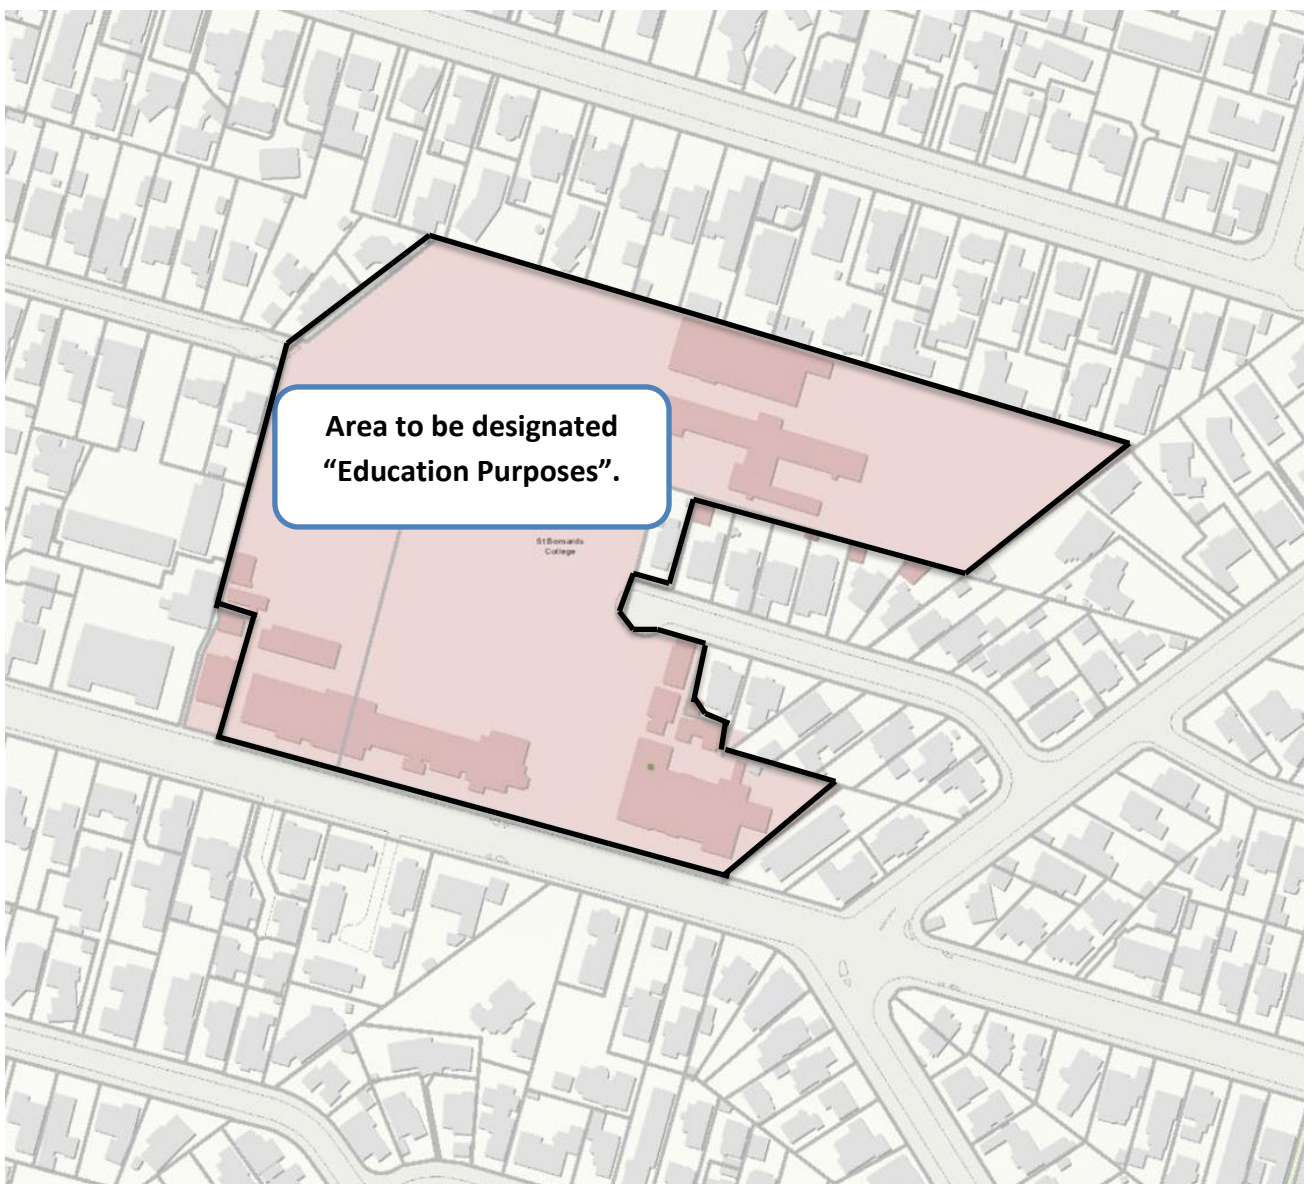 Area to be designated
“Education Purposes”.
St Bernards
College